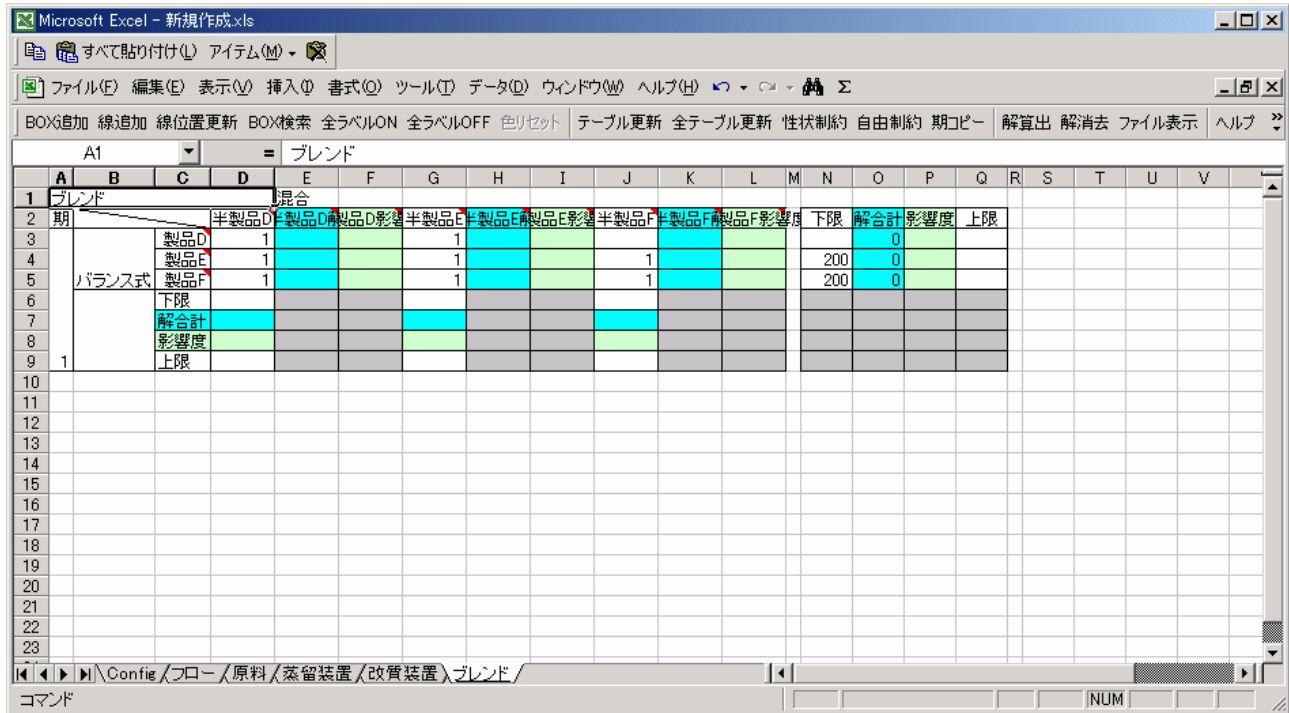 Microsoft Excel - 新規作成.xls
すべて貼り付け(L) アイテム(M)
ファイル(F) 編集(E) 表示(V) 挿入(I) 書式(O) ツール(T) データ(D) ウィンドウ(W) ヘルプ(H) Σ
BOX追加 線追加 線位置更新 BOX検索 全ラベルON 全ラベルOFF 色リセット テーブル更新 全テーブル更新 性状制約 自由制約 期コピー 解算出 解消去 ファイル表示 ヘルプ
A1 = ブレンド
A B C D E F G H I J K L M N O P Q R S T U V
1 ブレンド 混合
2 期 半製品D 半製品D解 製品D影響 半製品E 半製品E解 製品E影響 半製品F 半製品F解 製品F影響度 下限 解合計 影響度 上限
3 製品D 1 1 0
4 製品E 1 1 1 200 0
5 バランス式 製品F 1 1 1 200 0
6 下限
7 解合計
8 影響度
9 1 上限
10
11
12
13
14
15
16
17
18
19
20
21
22
23
Config フロー 原料 蒸留装置 改質装置 ブレンド
コマンド NUM